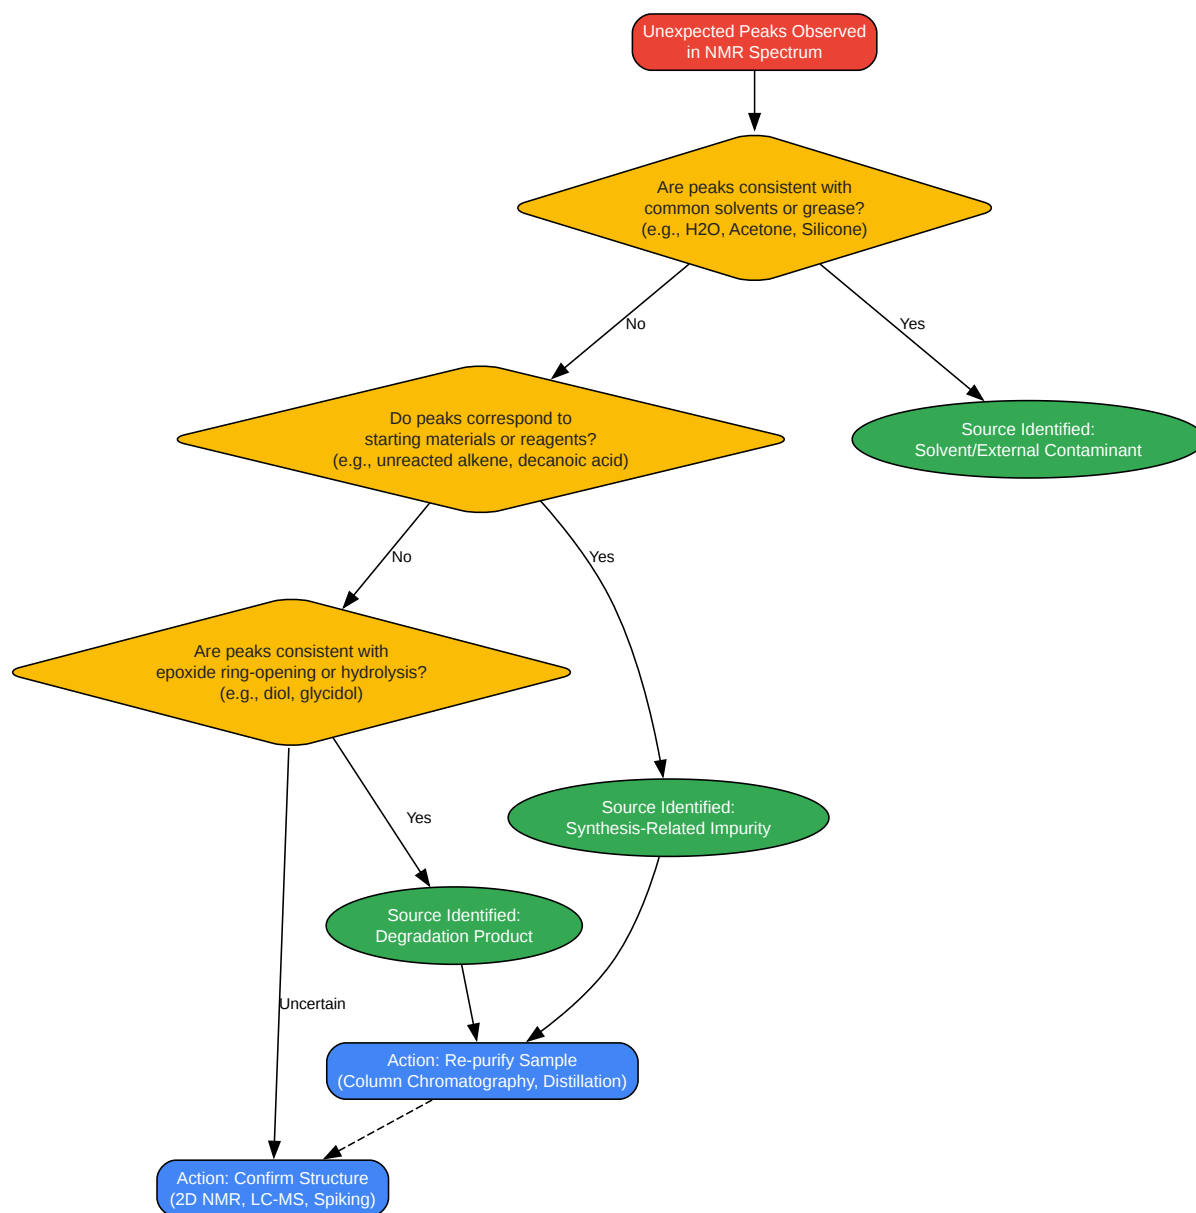 Unexpected Peaks Observed
in NMR Spectrum
Are peaks consistent with
common solvents or grease?
(e.g., H2O, Acetone, Silicone)
No
Yes
Do peaks correspond to
starting materials or reagents?
(e.g., unreacted alkene, decanoic acid)
Source Identified:
Solvent/External Contaminant
No
Yes
Are peaks consistent with
epoxide ring-opening or hydrolysis?
(e.g., diol, glycidol)
Yes
Source Identified:
Synthesis-Related Impurity
Source Identified:
Degradation Product
Uncertain
Action: Re-purify Sample
(Column Chromatography, Distillation)
Action: Confirm Structure
(2D NMR, LC-MS, Spiking)